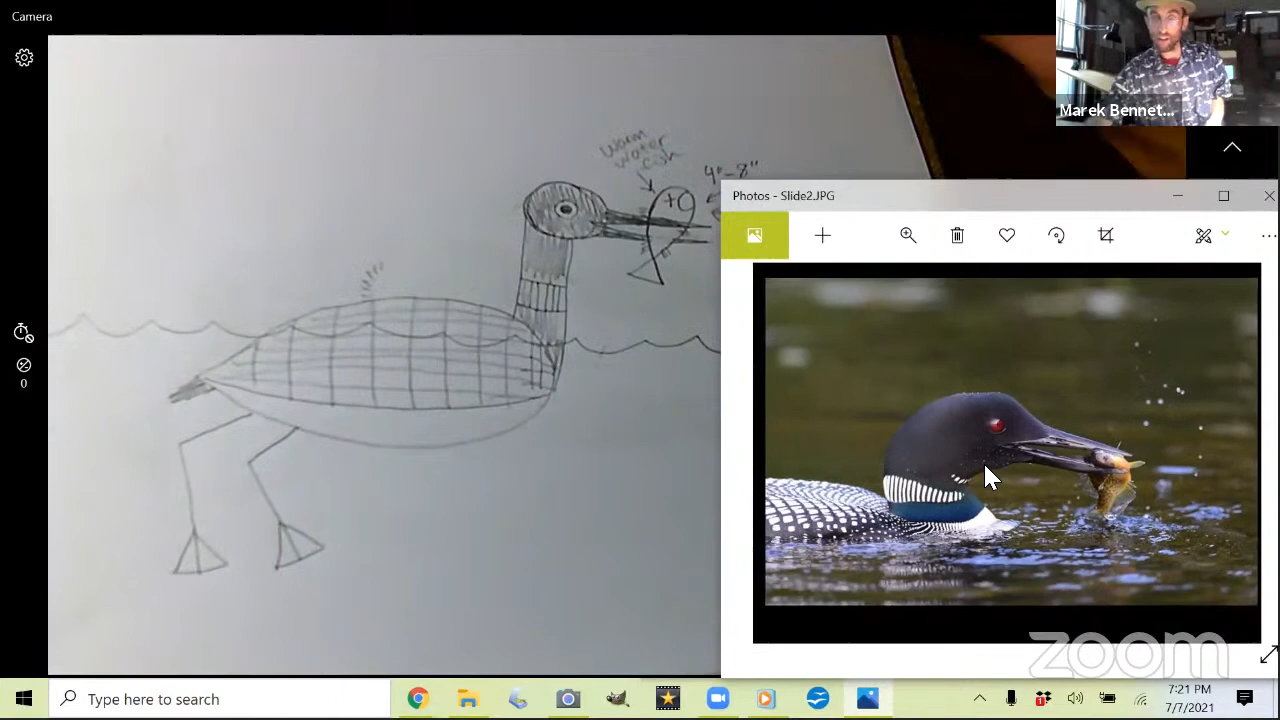 Camera
Marek Bennet...
Warm
water
fish
4"-8"
Photos - Slide2.JPG
0
zoom
Type here to search
1
7:21 PM
7/7/2021